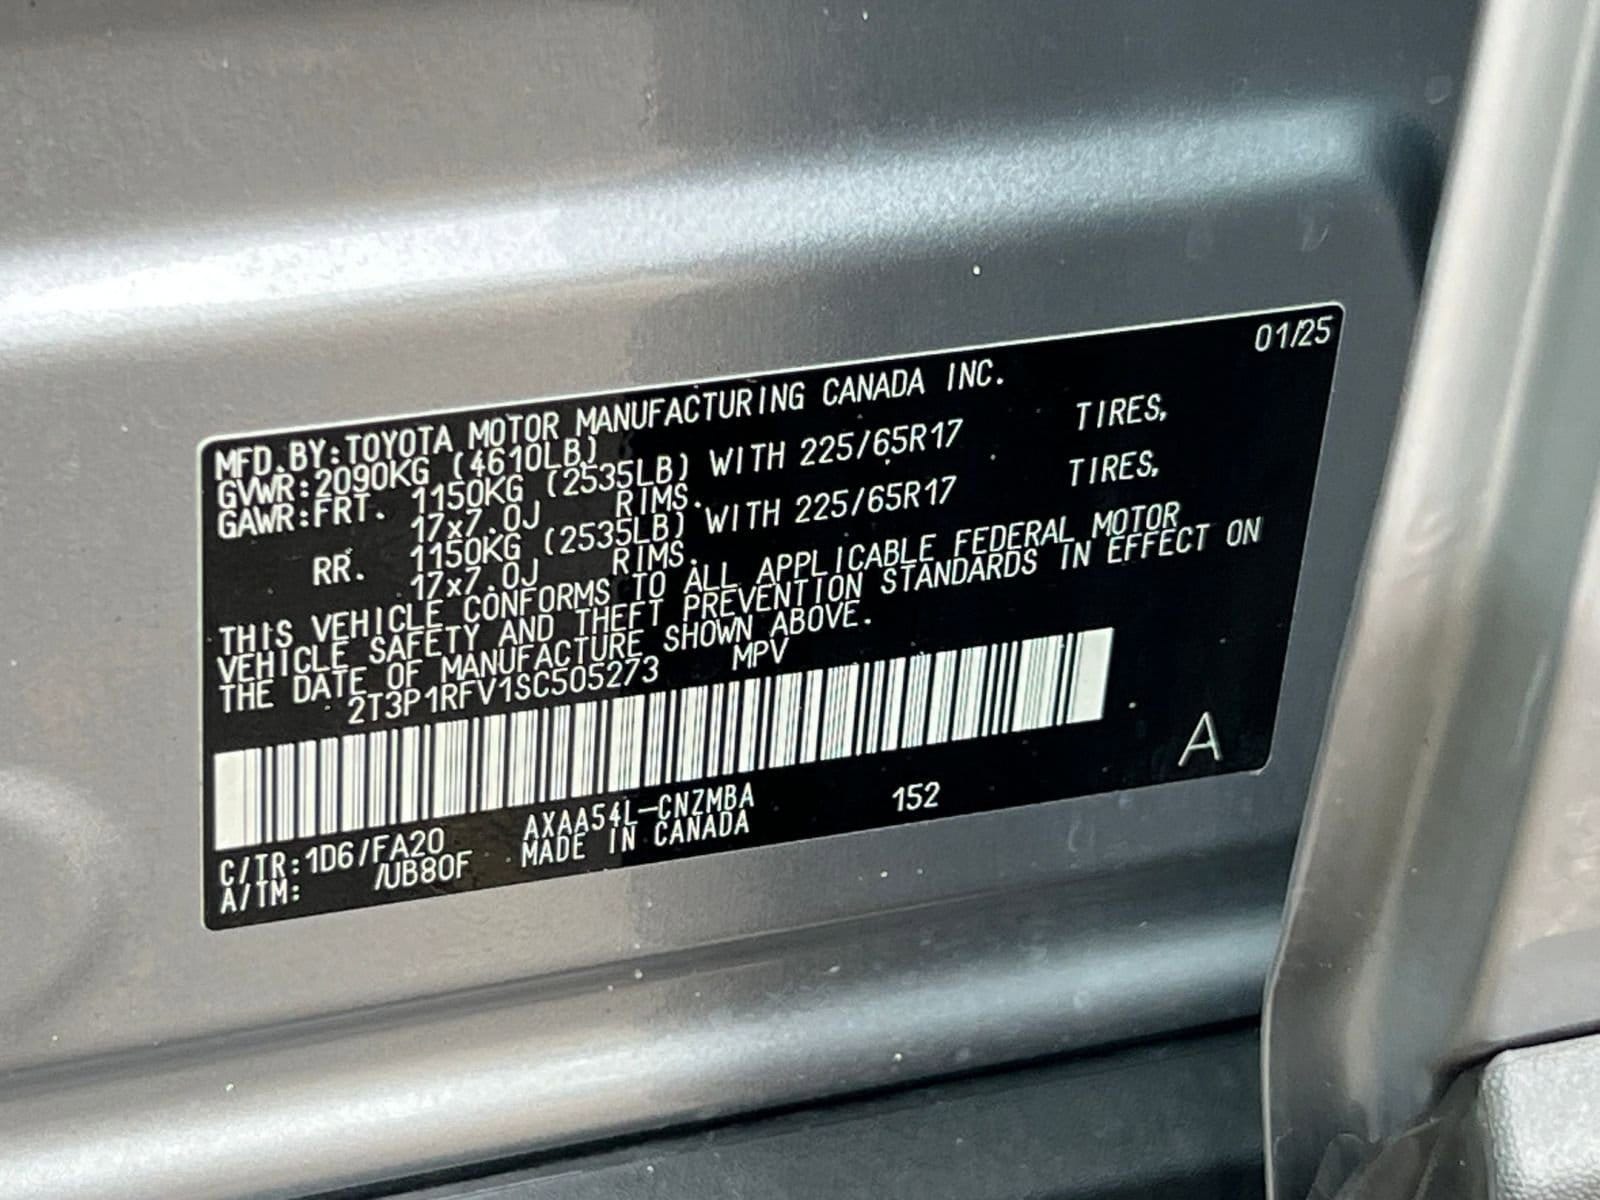 01/25
MFD.BY:TOYOTA MOTOR MANUFACTURING CANADA INC.
GVWR:2090KG (4610LB)
GAWR:FRT. 1150KG (2535LB) WITH 225/65R17 TIRES,
17x7.0J RIMS.
RR. 1150KG (2535LB) WITH 225/65R17 TIRES,
17x7.0J RIMS.
THIS VEHICLE CONFORMS TO ALL APPLICABLE FEDERAL MOTOR
VEHICLE SAFETY AND THEFT PREVENTION STANDARDS IN EFFECT ON
THE DATE OF MANUFACTURE SHOWN ABOVE.
2T3P1RFV1SC505273 MPV
A
C/TR:1D6/FA20 AXAA54L-CNZMBA 152
A/TM: /UB80F MADE IN CANADA